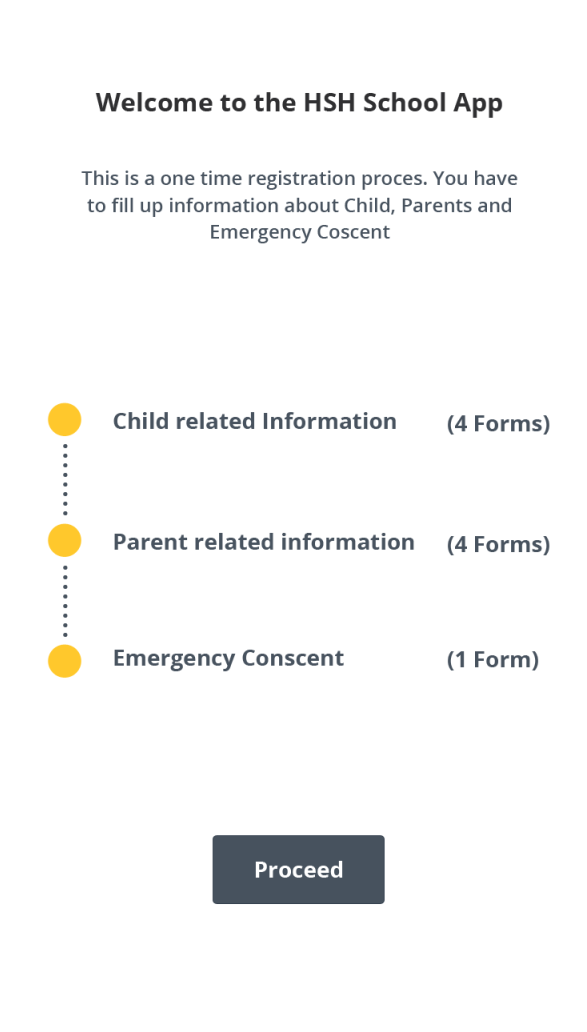 Welcome to the HSH School App
This is a one time registration proces. You have
to fill up information about Child, Parents and
Emergency Coscent
Child related Information (4 Forms)
Parent related information (4 Forms)
Emergency Conscent (1 Form)
Proceed